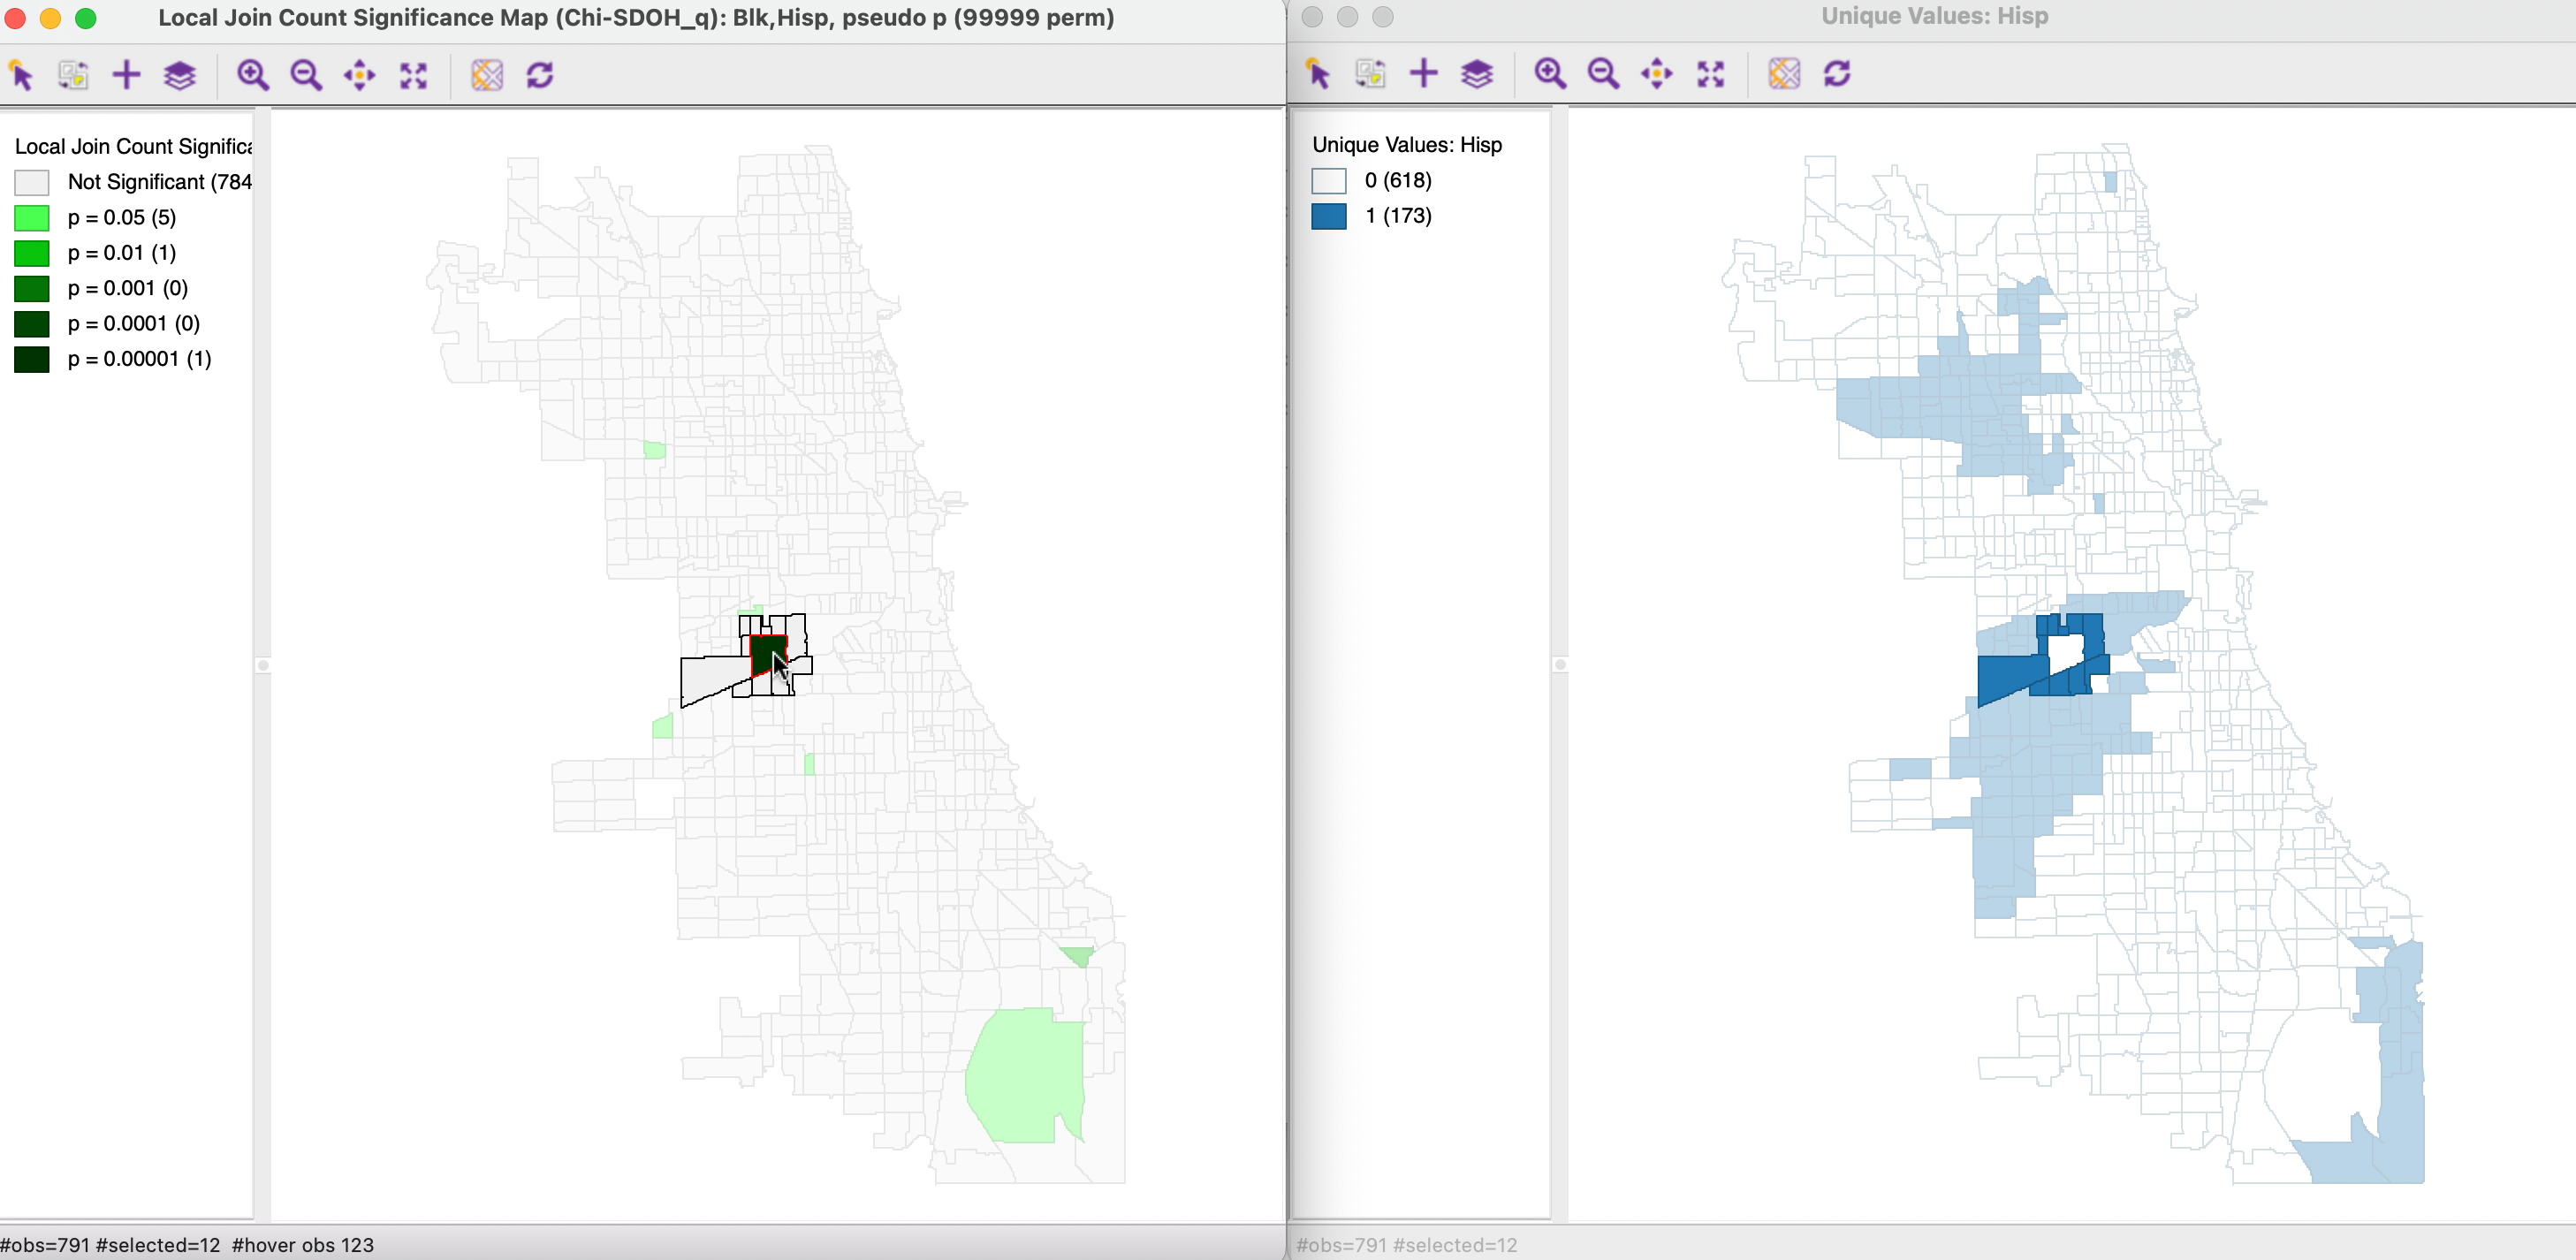 Local Join Count Significance Map (Chi-SDOH_q): Blk,Hisp, pseudo p (99999 perm)
Local Join Count Signific
Not Significant (784
p = 0.05 (5)
p = 0.01 (1)
p = 0.001 (0)
p = 0.0001 (0)
p = 0.00001 (1)
#obs=791 #selected=12 #hover obs 123
Unique Values: Hisp
Unique Values: Hisp
0 (618)
1 (173)
#obs=791 #selected=12